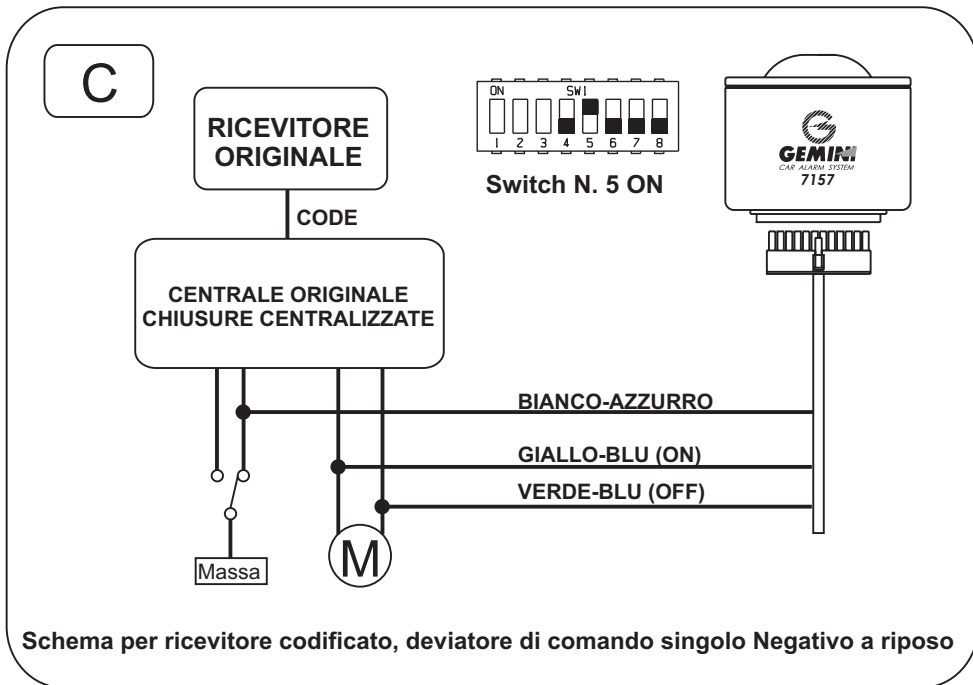 C
RICEVITORE
ORIGINALE
CODE
CENTRALE ORIGINALE
CHIUSURE CENTRALIZZATE
ON SW1
1 2 3 4 5 6 7 8
Switch N. 5 ON
GEMINI
CAR ALARM SYSTEM
7157
BIANCO-AZZURRO
GIALLO-BLU (ON)
VERDE-BLU (OFF)
Massa
M
Schema per ricevitore codificato, deviatore di comando singolo Negativo a riposo